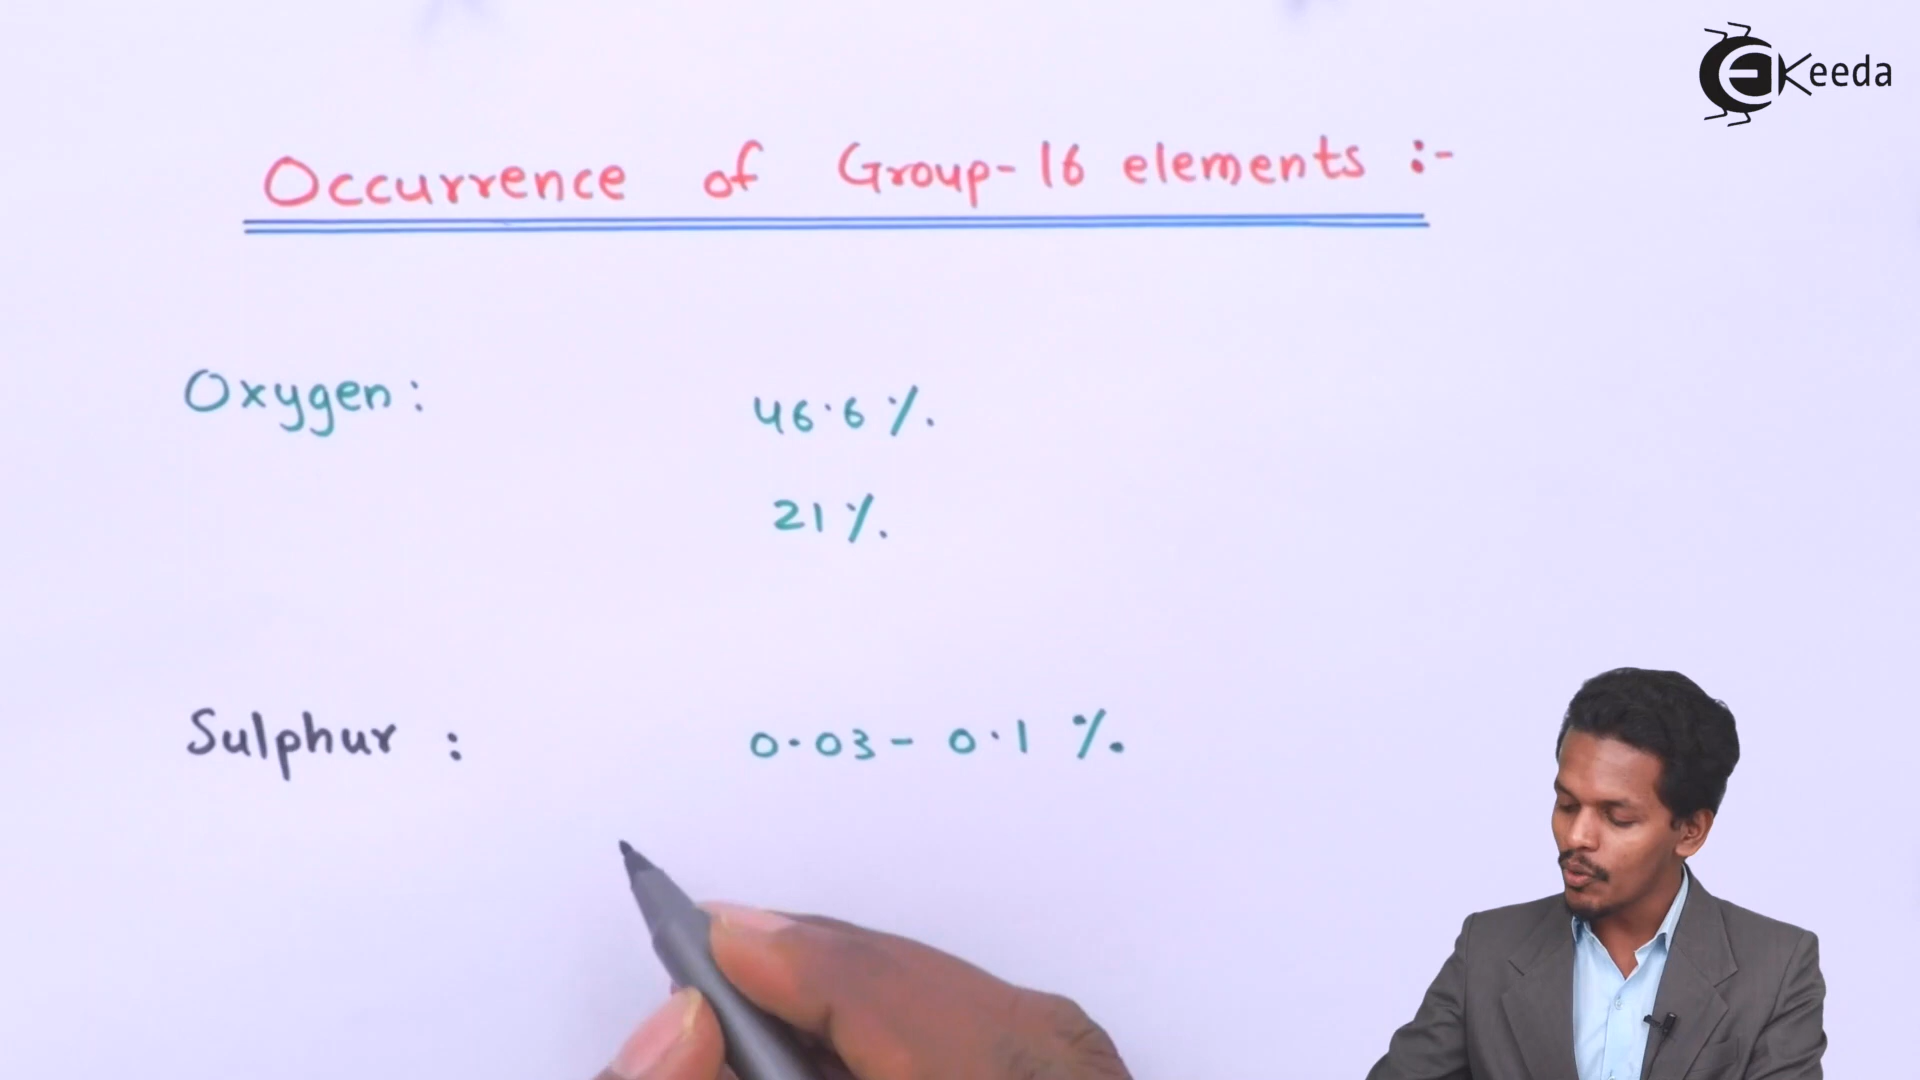 EKeeda
Occurrence of Group-16 elements :-
Oxygen : 46.6 %.
21 %.
Sulphur : 0.03 - 0.1 %.